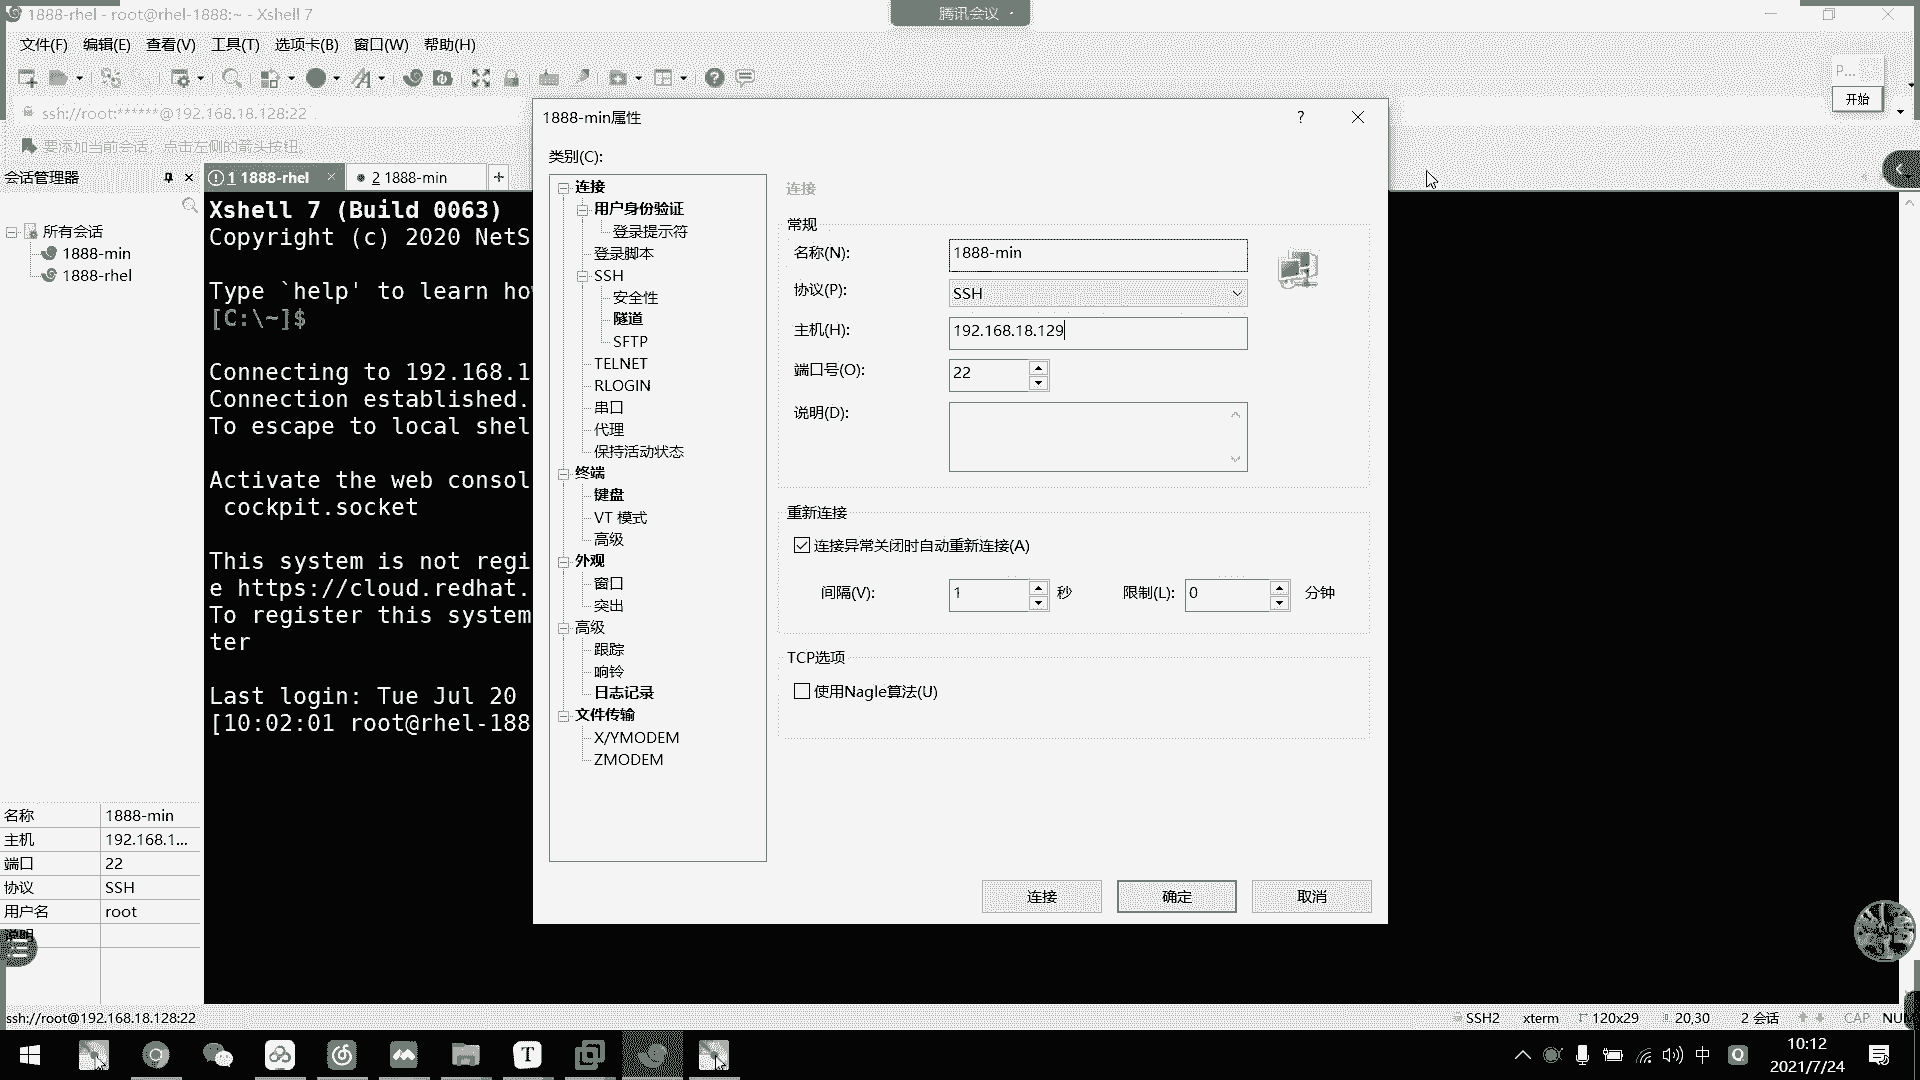 1888-rhel - root@rhel-1888:~ - Xshell 7
腾讯会议
文件(F) 编辑(E) 查看(V) 工具(T) 选项卡(B) 窗口(W) 帮助(H)
P...
开始
ssh://root:******@192.168.18.128:22
要添加当前会话，点击左侧的箭头按钮。
会话管理器
1 1888-rhel
2 1888-min
所有会话
1888-min
1888-rhel
Xshell 7 (Build 0063)
Copyright (c) 2020 NetS
Type `help' to learn ho
[C:\~]$
Connecting to 192.168.1
Connection established.
To escape to local shel
Activate the web consol
cockpit.socket
This system is not regi
e https://cloud.redhat.
To register this system
ter
Last login: Tue Jul 20
[10:02:01 root@rhel-188
1888-min属性
?
类别(C):
连接
用户身份验证
登录提示符
登录脚本
SSH
安全性
隧道
SFTP
TELNET
RLOGIN
串口
代理
保持活动状态
终端
键盘
VT 模式
高级
外观
窗口
突出
高级
跟踪
响铃
日志记录
文件传输
X/YMODEM
ZMODEM
连接
常规
名称(N): 1888-min
协议(P): SSH
主机(H): 192.168.18.129
端口号(O): 22
说明(D):
重新连接
连接异常关闭时自动重新连接(A)
间隔(V): 1 秒 限制(L): 0 分钟
TCP选项
使用Nagle算法(U)
连接 确定 取消
名称 1888-min
主机 192.168.1...
端口 22
协议 SSH
用户名 root
说明
ssh://root@192.168.18.128:22
SSH2 xterm 120x29 20,30 2 会话 CAP NUM
中
10:12
2021/7/24